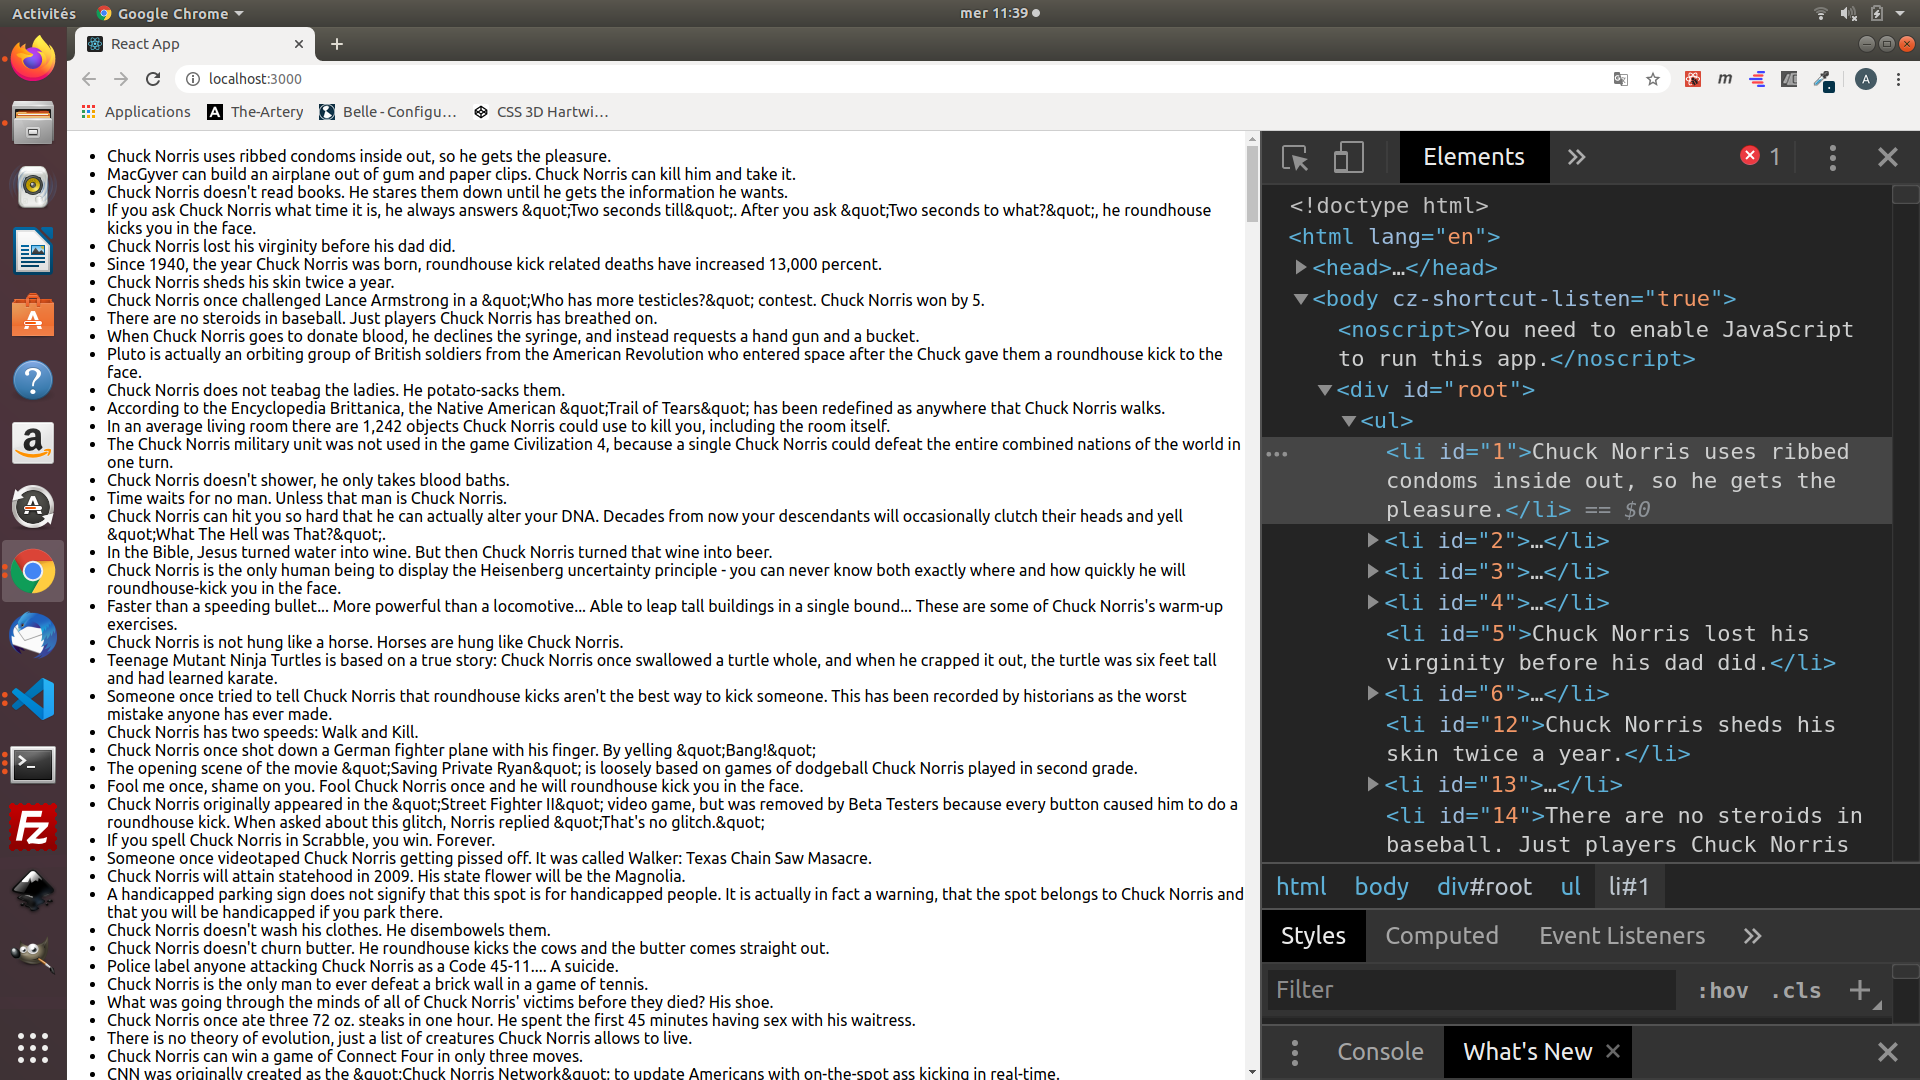 Activités
Google Chrome
mer 11:39
React App
localhost:3000
Applications
The-Artery
Belle - Configu…
CSS 3D Hartwi…
Chuck Norris uses ribbed condoms inside out, so he gets the pleasure.
MacGyver can build an airplane out of gum and paper clips. Chuck Norris can kill him and take it.
Chuck Norris doesn't read books. He stares them down until he gets the information he wants.
If you ask Chuck Norris what time it is, he always answers &quot;Two seconds till&quot;. After you ask &quot;Two seconds to what?&quot;, he roundhouse
kicks you in the face.
Chuck Norris lost his virginity before his dad did.
Since 1940, the year Chuck Norris was born, roundhouse kick related deaths have increased 13,000 percent.
Chuck Norris sheds his skin twice a year.
Chuck Norris once challenged Lance Armstrong in a &quot;Who has more testicles?&quot; contest. Chuck Norris won by 5.
There are no steroids in baseball. Just players Chuck Norris has breathed on.
When Chuck Norris goes to donate blood, he declines the syringe, and instead requests a hand gun and a bucket.
Pluto is actually an orbiting group of British soldiers from the American Revolution who entered space after the Chuck gave them a roundhouse kick to the
face.
Chuck Norris does not teabag the ladies. He potato-sacks them.
According to the Encyclopedia Brittanica, the Native American &quot;Trail of Tears&quot; has been redefined as anywhere that Chuck Norris walks.
In an average living room there are 1,242 objects Chuck Norris could use to kill you, including the room itself.
The Chuck Norris military unit was not used in the game Civilization 4, because a single Chuck Norris could defeat the entire combined nations of the world in
one turn.
Chuck Norris doesn't shower, he only takes blood baths.
Time waits for no man. Unless that man is Chuck Norris.
Chuck Norris can hit you so hard that he can actually alter your DNA. Decades from now your descendants will occasionally clutch their heads and yell
&quot;What The Hell was That?&quot;.
In the Bible, Jesus turned water into wine. But then Chuck Norris turned that wine into beer.
Chuck Norris is the only human being to display the Heisenberg uncertainty principle - you can never know both exactly where and how quickly he will
roundhouse-kick you in the face.
Faster than a speeding bullet... More powerful than a locomotive... Able to leap tall buildings in a single bound... These are some of Chuck Norris's warm-up
exercises.
Chuck Norris is not hung like a horse. Horses are hung like Chuck Norris.
Teenage Mutant Ninja Turtles is based on a true story: Chuck Norris once swallowed a turtle whole, and when he crapped it out, the turtle was six feet tall
and had learned karate.
Someone once tried to tell Chuck Norris that roundhouse kicks aren't the best way to kick someone. This has been recorded by historians as the worst
mistake anyone has ever made.
Chuck Norris has two speeds: Walk and Kill.
Chuck Norris once shot down a German fighter plane with his finger. By yelling &quot;Bang!&quot;
The opening scene of the movie &quot;Saving Private Ryan&quot; is loosely based on games of dodgeball Chuck Norris played in second grade.
Fool me once, shame on you. Fool Chuck Norris once and he will roundhouse kick you in the face.
Chuck Norris originally appeared in the &quot;Street Fighter II&quot; video game, but was removed by Beta Testers because every button caused him to do a
roundhouse kick. When asked about this glitch, Norris replied &quot;That's no glitch.&quot;
If you spell Chuck Norris in Scrabble, you win. Forever.
Someone once videotaped Chuck Norris getting pissed off. It was called Walker: Texas Chain Saw Masacre.
Chuck Norris will attain statehood in 2009. His state flower will be the Magnolia.
A handicapped parking sign does not signify that this spot is for handicapped people. It is actually in fact a warning, that the spot belongs to Chuck Norris and
that you will be handicapped if you park there.
Chuck Norris doesn't wash his clothes. He disembowels them.
Chuck Norris doesn't churn butter. He roundhouse kicks the cows and the butter comes straight out.
Police label anyone attacking Chuck Norris as a Code 45-11.... A suicide.
Chuck Norris is the only man to ever defeat a brick wall in a game of tennis.
What was going through the minds of all of Chuck Norris' victims before they died? His shoe.
Chuck Norris once ate three 72 oz. steaks in one hour. He spent the first 45 minutes having sex with his waitress.
There is no theory of evolution, just a list of creatures Chuck Norris allows to live.
Chuck Norris can win a game of Connect Four in only three moves.
CNN was originally created as the &quot;Chuck Norris Network&quot; to update Americans with on-the-spot ass kicking in real-time.
Elements
1
<!doctype html>
<html lang="en">
<head>…</head>
<body cz-shortcut-listen="true">
<noscript>You need to enable JavaScript
to run this app.</noscript>
<div id="root">
<ul>
<li id="1">Chuck Norris uses ribbed
condoms inside out, so he gets the
pleasure.</li> == $0
<li id="2">…</li>
<li id="3">…</li>
<li id="4">…</li>
<li id="5">Chuck Norris lost his
virginity before his dad did.</li>
<li id="6">…</li>
<li id="12">Chuck Norris sheds his
skin twice a year.</li>
<li id="13">…</li>
<li id="14">There are no steroids in
baseball. Just players Chuck Norris
html body div#root ul li#1
Styles Computed Event Listeners
Filter
:hov .cls
Console What's New